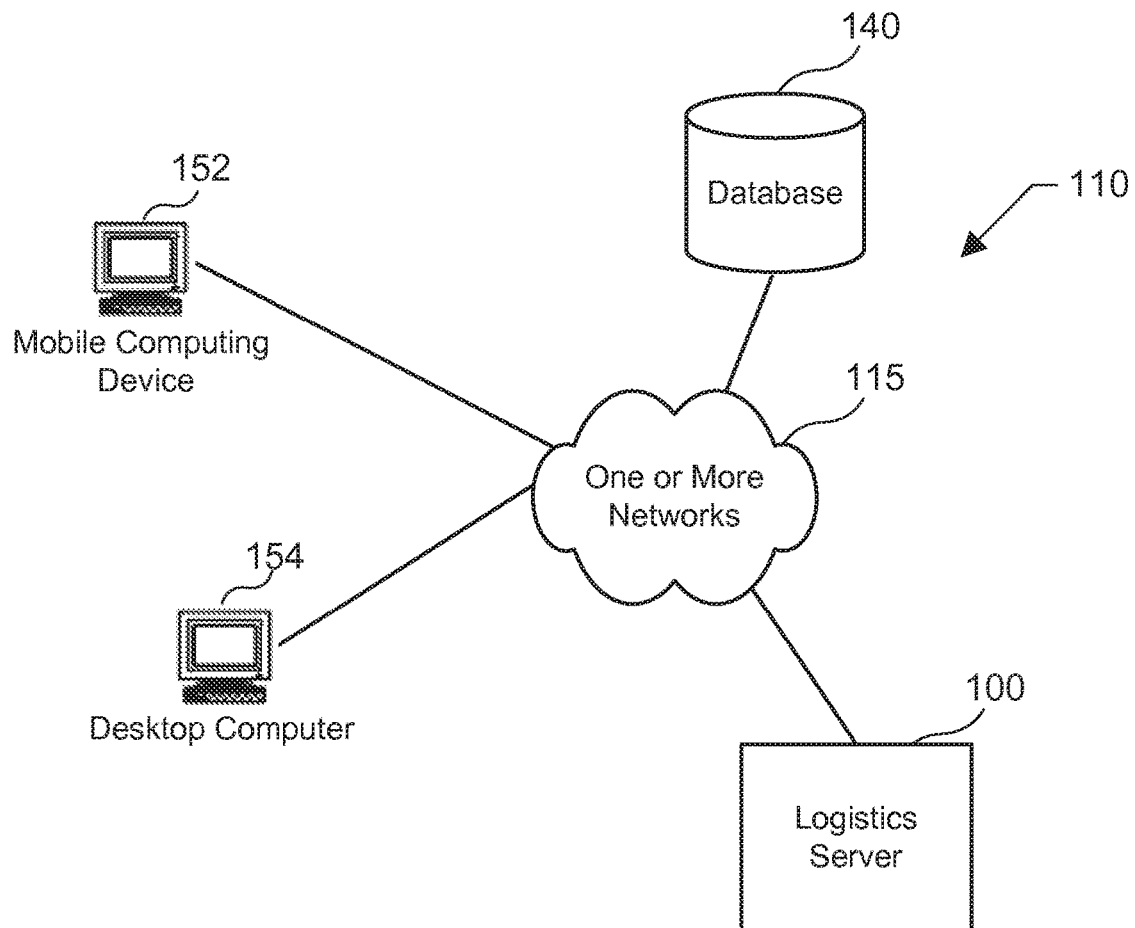 140
152
Database
110
Mobile Computing
Device
115
One or More
Networks
154
Desktop Computer
100
Logistics
Server